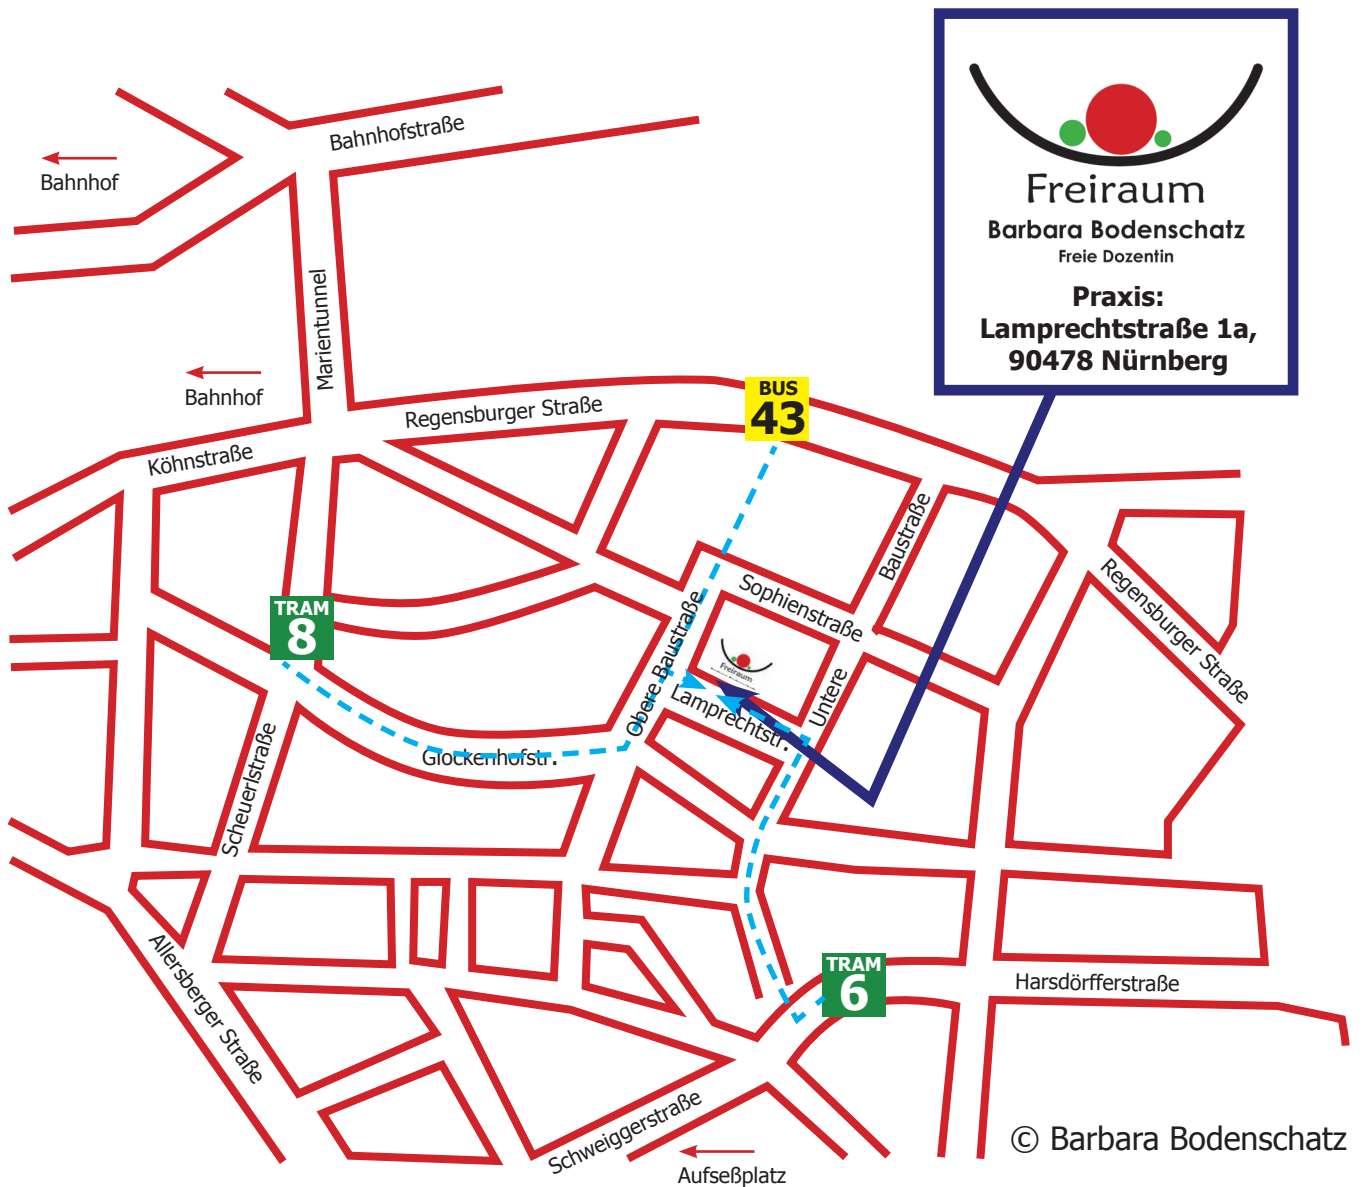 Freiraum
Barbara Bodenschatz
Freie Dozentin
Praxis:
Lamprechtstraße 1a,
90478 Nürnberg
Bahnhofstraße
Bahnhof
Marientunnel
Bahnhof
Regensburger Straße
BUS
43
Köhnstraße
Baustraße
Sophienstraße
Regensburger Straße
TRAM
8
Obere Baustraße
Freiraum
Untere
Lamprechtstr.
Glockenhofstr.
Scheuerlstraße
Allersberger Straße
TRAM
6
Harsdörfferstraße
Schweiggerstraße
Aufseßplatz
© Barbara Bodenschatz